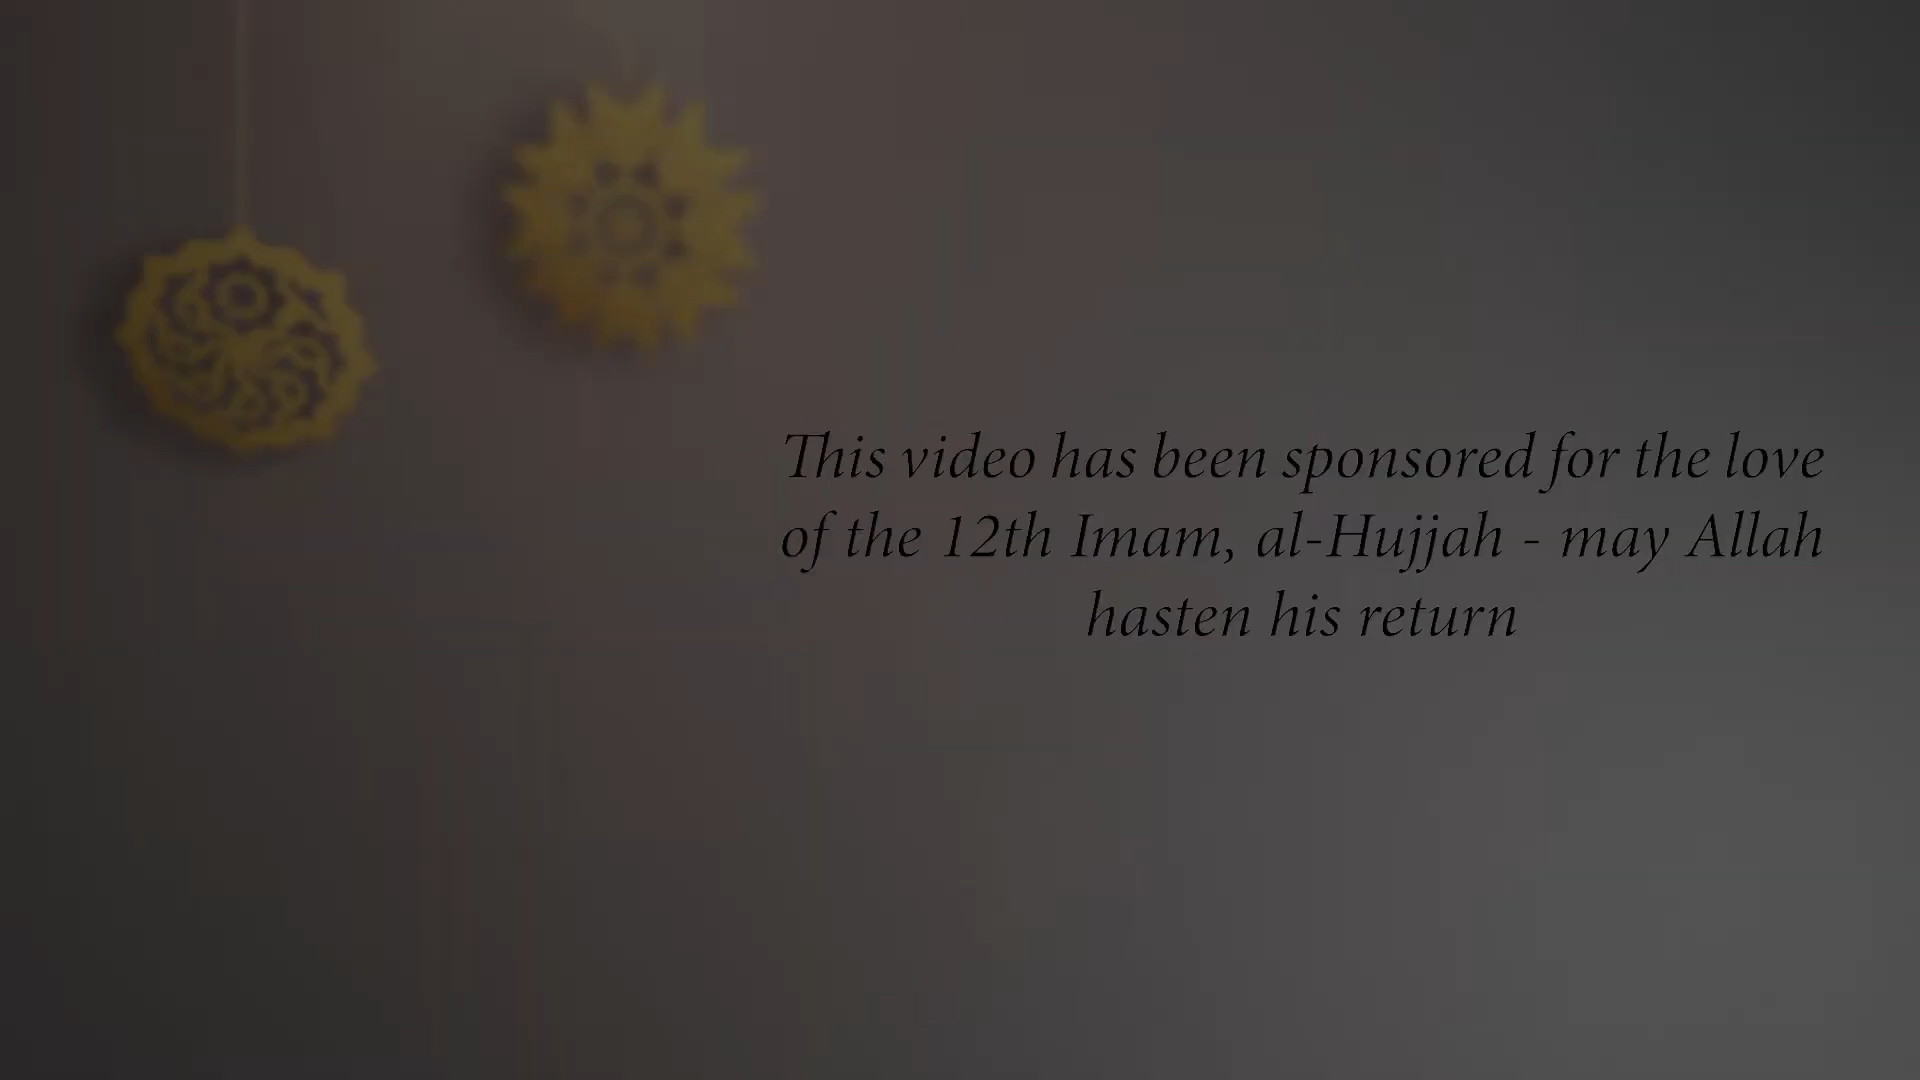 This video has been sponsored for the love
of the 12th Imam, al-Hujjah - may Allah
hasten his return